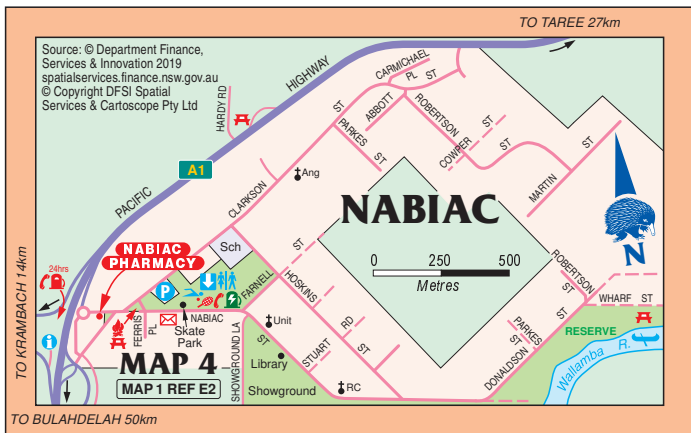 TO TAREE 27km
Source: © Department Finance,
Services & Innovation 2019
spatialservices.finance.nsw.gov.au
© Copyright DFSI Spatial
Services & Cartoscope Pty Ltd
HARDY RD
HIGHWAY
PACIFIC
A1
CARMICHAEL
PL
ST
ABBOTT
ST
PARKES
ST
ROBERTSON
ST
COWPER
ST
MARTIN
ST
CLARKSON
Ang
NABIAC
N
0 250 500
Metres
Sch
NABIAC
PHARMACY
24hrs
TO KRAMBACH 14km
P
FARNELL
ST
HOSKINS
ST
NABIAC
Skate
Park
FERRIS
PL
ST
Unit
STUART
RD
Library
SHOWGROUND LA
Showground
RC
MAP 4
MAP 1 REF E2
ROBERTSON
ST
WHARF ST
RESERVE
PARKES
ST
DONALDSON
ST
Wallamba R.
i
TO BULAHDELAH 50km